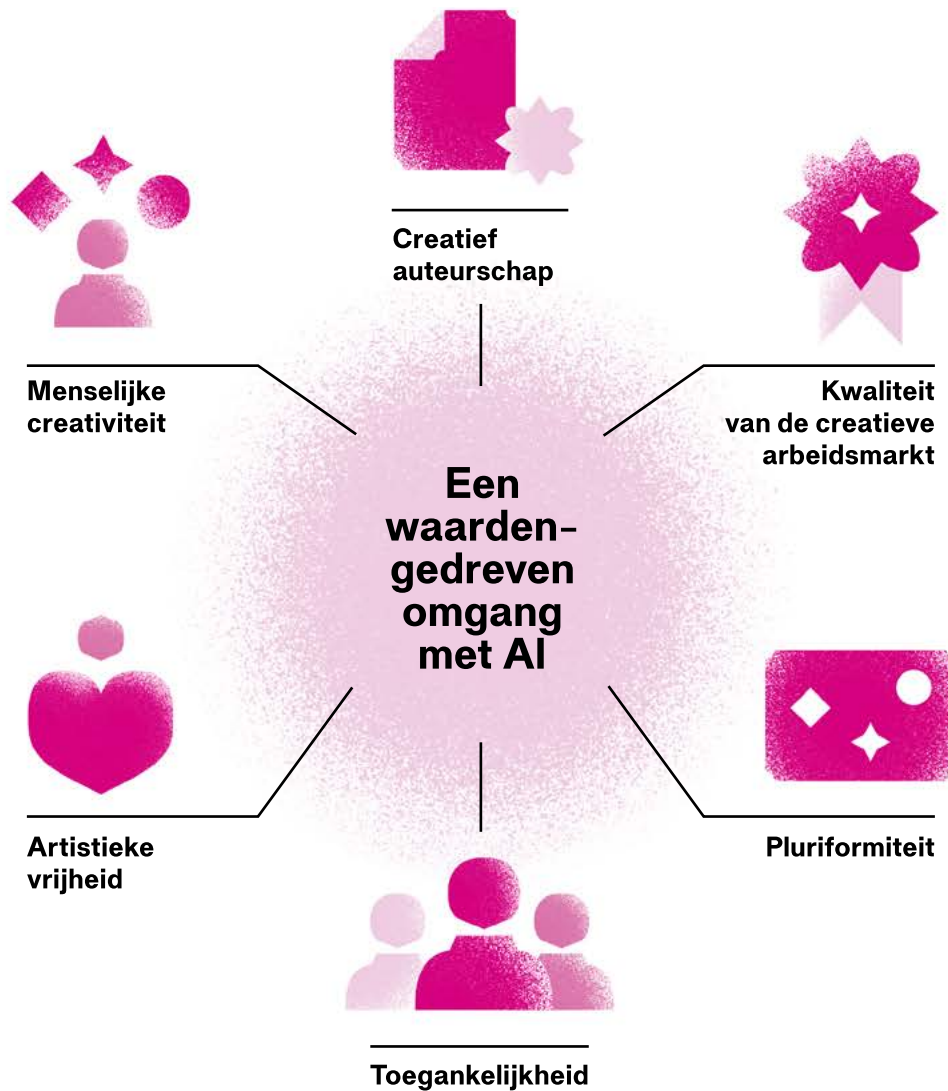 Creatief
auteurschap
Menselijke
creativiteit
Kwaliteit
van de creatieve
arbeidsmarkt
Een
waarden-
gedreven
omgang
met AI
Artistieke
vrijheid
Pluriformiteit
Toegankelijkheid